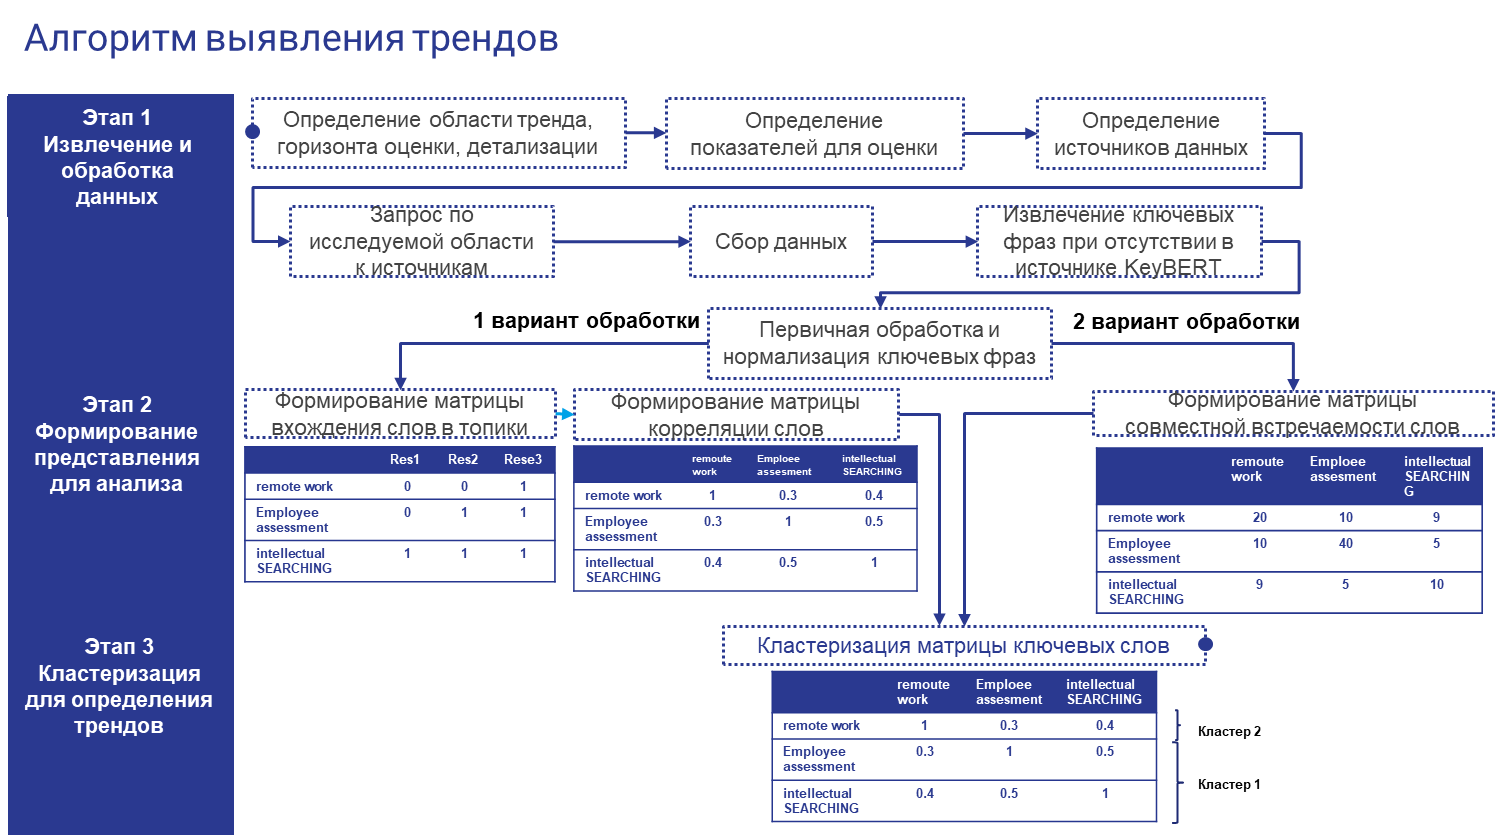 Алгоритм выявления трендов
Этап 1
Извлечение и
обработка
данных
Определение области тренда,
горизонта оценки, детализации
Определение
показателей для оценки
Определение
источников данных
Запрос по
исследуемой области
к источникам
Сбор данных
Извлечение ключевых
фраз при отсутствии в
источнике KeyBERT
1 вариант обработки
Первичная обработка и
нормализация ключевых фраз
2 вариант обработки
Этап 2
Формирование
представления
для анализа
Формирование матрицы
вхождения слов в топики
Res1 Res2 Rese3
remote work 0 0 1
Employee
assessment 0 1 1
intellectual
SEARCHING 1 1 1
Формирование матрицы
корреляции слов
remoute Emploee intellectual
work assesment SEARCHING
remote work 1 0.3 0.4
Employee
assessment 0.3 1 0.5
intellectual
SEARCHING 0.4 0.5 1
Формирование матрицы
совместной встречаемости слов
remoute Emploee intellectual
work assesment SEARCHIN
G
remote work 20 10 9
Employee
assessment 10 40 5
intellectual
SEARCHING 9 5 10
Этап 3
Кластеризация
для определения
трендов
Кластеризация матрицы ключевых слов
remoute Emploee intellectual
work assesment SEARCHING
remote work 1 0.3 0.4
Employee
assessment 0.3 1 0.5
intellectual
SEARCHING 0.4 0.5 1
Кластер 2
Кластер 1